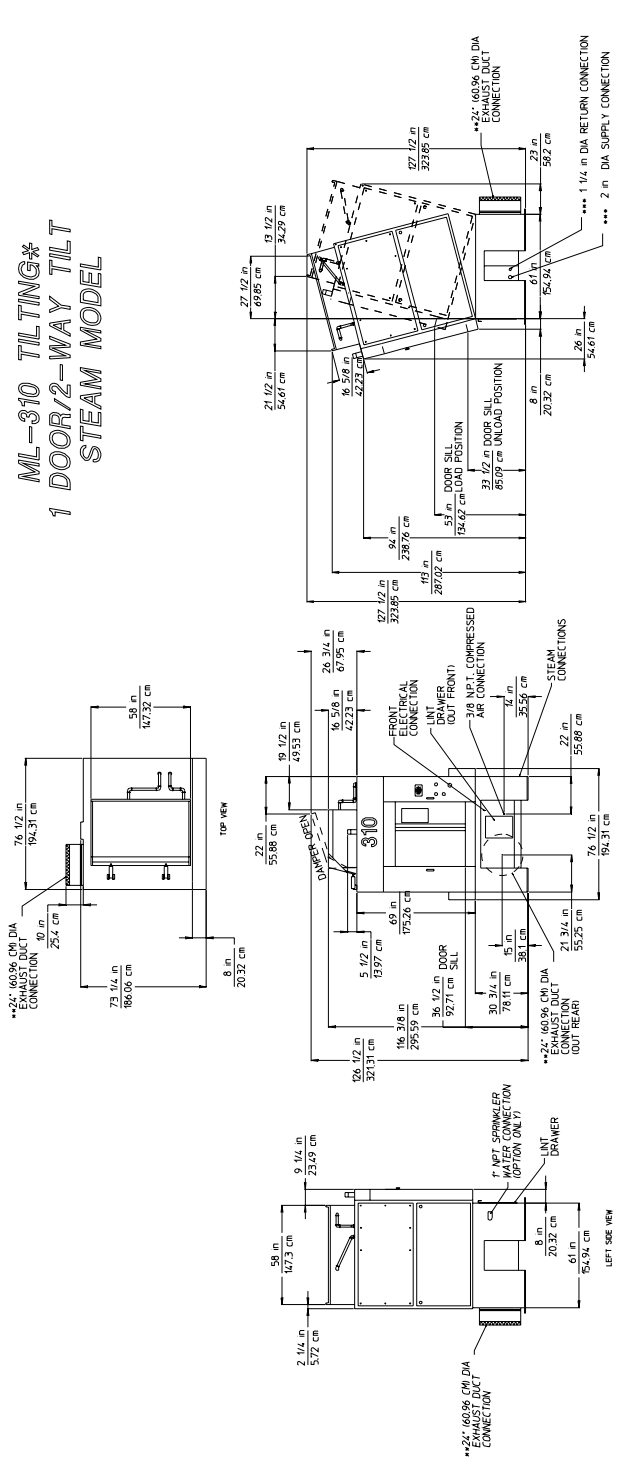 ML-310 TILTING*
1 DOOR/2-WAY TILT
STEAM MODEL
**24" (60.96 CM) DIA
EXHAUST DUCT
CONNECTION
2 1/4 in
5.72 cm
58 in
147.3 cm
9 1/4 in
23.49 cm
1" NPT SPRINKLER
WATER CONNECTION
(OPTION ONLY)
LINT
DRAWER
8 in
20.32 cm
61 in
154.94 cm
LEFT SIDE VIEW
**24" (60.96 CM) DIA
EXHAUST DUCT
CONNECTION
10 in
25.4 cm
76 1/2 in
194.31 cm
58 in
147.32 cm
73 1/4 in
186.06 cm
8 in
20.32 cm
TOP VIEW
22 in
55.88 cm
19 1/2 in
49.53 cm
26 3/4 in
67.95 cm
16 5/8 in
42.23 cm
DAMPER OPEN
310
FRONT
ELECTRICAL
CONNECTION
LINT
DRAWER
(OUT FRONT)
3/8 N.P.T. COMPRESSED
AIR CONNECTION
14 in
35.56 cm
STEAM
CONNECTIONS
22 in
55.88 cm
76 1/2 in
194.31 cm
126 1/2 in
321.31 cm
116 3/8 in
295.59 cm
5 1/2 in
13.97 cm
69 in
175.26 cm
36 1/2 in
92.71 cm
DOOR
SILL
30 3/4 in
78.11 cm
15 in
38.1 cm
21 3/4 in
55.25 cm
**24" (60.96 CM) DIA
EXHAUST DUCT
CONNECTION
(OUT REAR)
127 1/2 in
323.85 cm
113 in
287.02 cm
94 in
238.76 cm
53 in
134.62 cm
DOOR SILL
LOAD POSITION
33 1/2 in
85.09 cm
DOOR SILL
UNLOAD POSITION
21 1/2 in
54.61 cm
27 1/2 in
69.85 cm
13 1/2 in
34.29 cm
16 5/8 in
42.23 cm
127 1/2 in
323.85 cm
**24" (60.96 CM) DIA
EXHAUST DUCT
CONNECTION
23 in
58.2 cm
8 in
20.32 cm
26 in
54.61 cm
61 in
154.94 cm
*** 1 1/4 in DIA RETURN CONNECTION
*** 2 in DIA SUPPLY CONNECTION